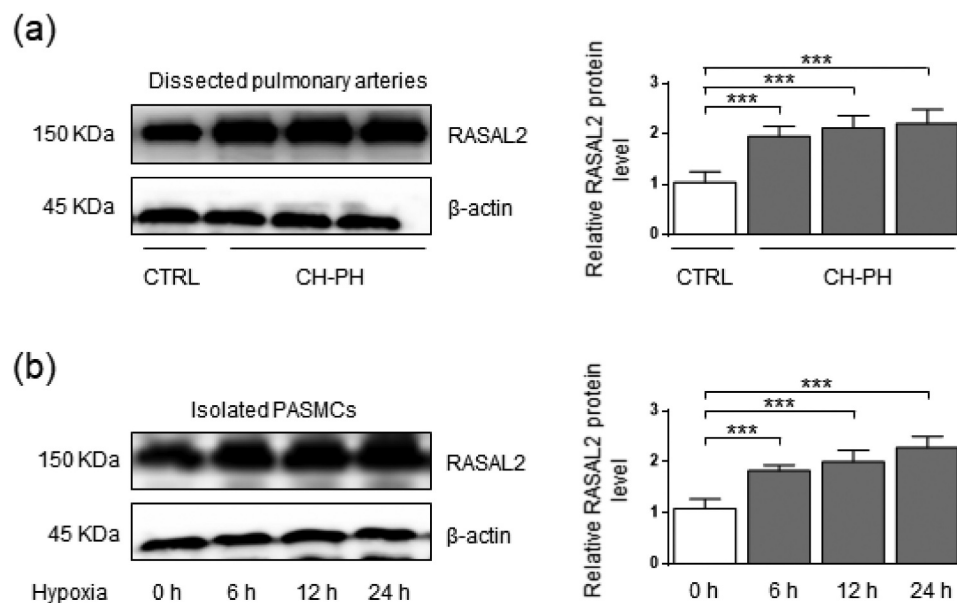 (a)
Dissected pulmonary arteries
150 KDa
RASAL2
45 KDa
β-actin
CTRL
CH-PH
Relative RASAL2 protein
level
3
2
1
0
***
***
***
CTRL
CH-PH
(b)
Isolated PASMCs
150 KDa
RASAL2
45 KDa
β-actin
Hypoxia 0 h 6 h 12 h 24 h
Relative RASAL2 protein
level
3
2
1
0
***
***
***
0 h 6 h 12 h 24 h